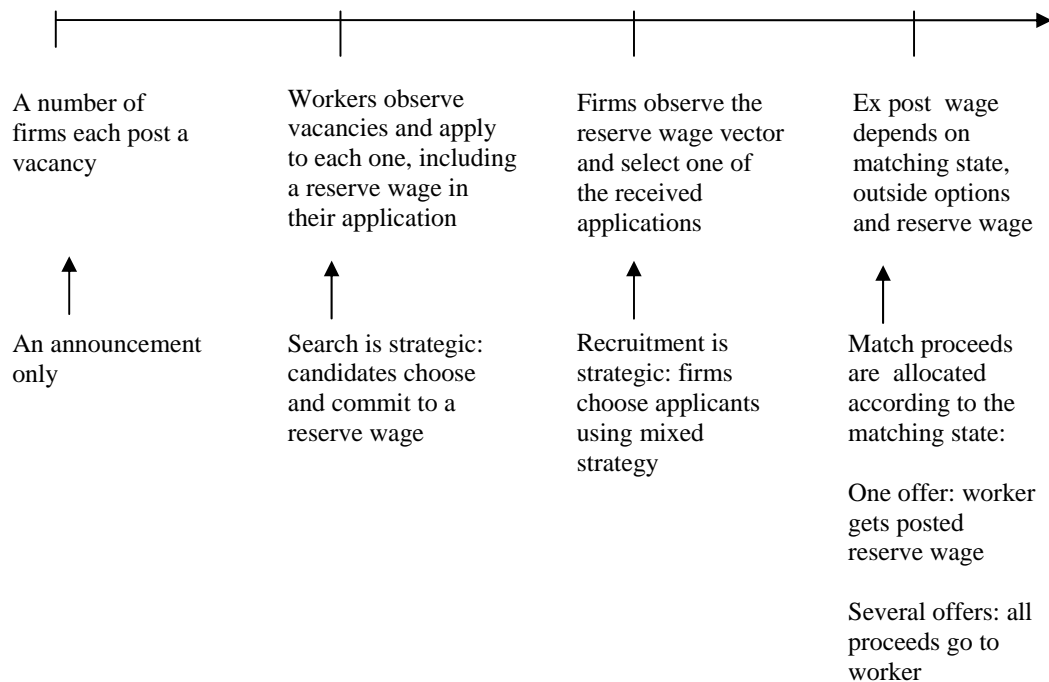 A number of
firms each post a
vacancy
Workers observe
vacancies and apply
to each one, including
a reserve wage in
their application
Firms observe the
reserve wage vector
and select one of
the received
applications
Ex post wage
depends on
matching state,
outside options
and reserve wage
An announcement
only
Search is strategic:
candidates choose
and commit to a
reserve wage
Recruitment is
strategic: firms
choose applicants
using mixed
strategy
Match proceeds
are allocated
according to the
matching state:
One offer: worker
gets posted
reserve wage
Several offers: all
proceeds go to
worker